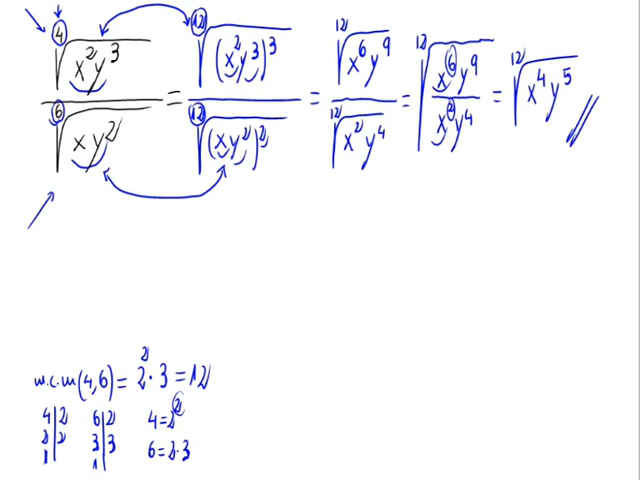 ⁴√(x²y³) / ⁶√(xy²) = ¹²√((x²y³)³) / ¹²√((xy²)²) = ¹²√(x⁶y⁹) / ¹²√(x²y⁴) = ¹²√(x⁶y⁹ / x²y⁴) = ¹²√(x⁴y⁵)
m.c.m(4,6) = 2² · 3 = 12
4|2 6|2 4 = 2²
2|2 3|3 6 = 2·3
1 1